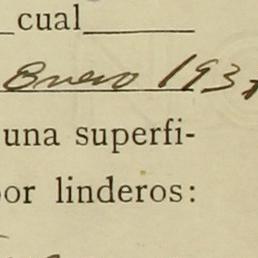 cual
Enero 193
una superfi-
or linderos: